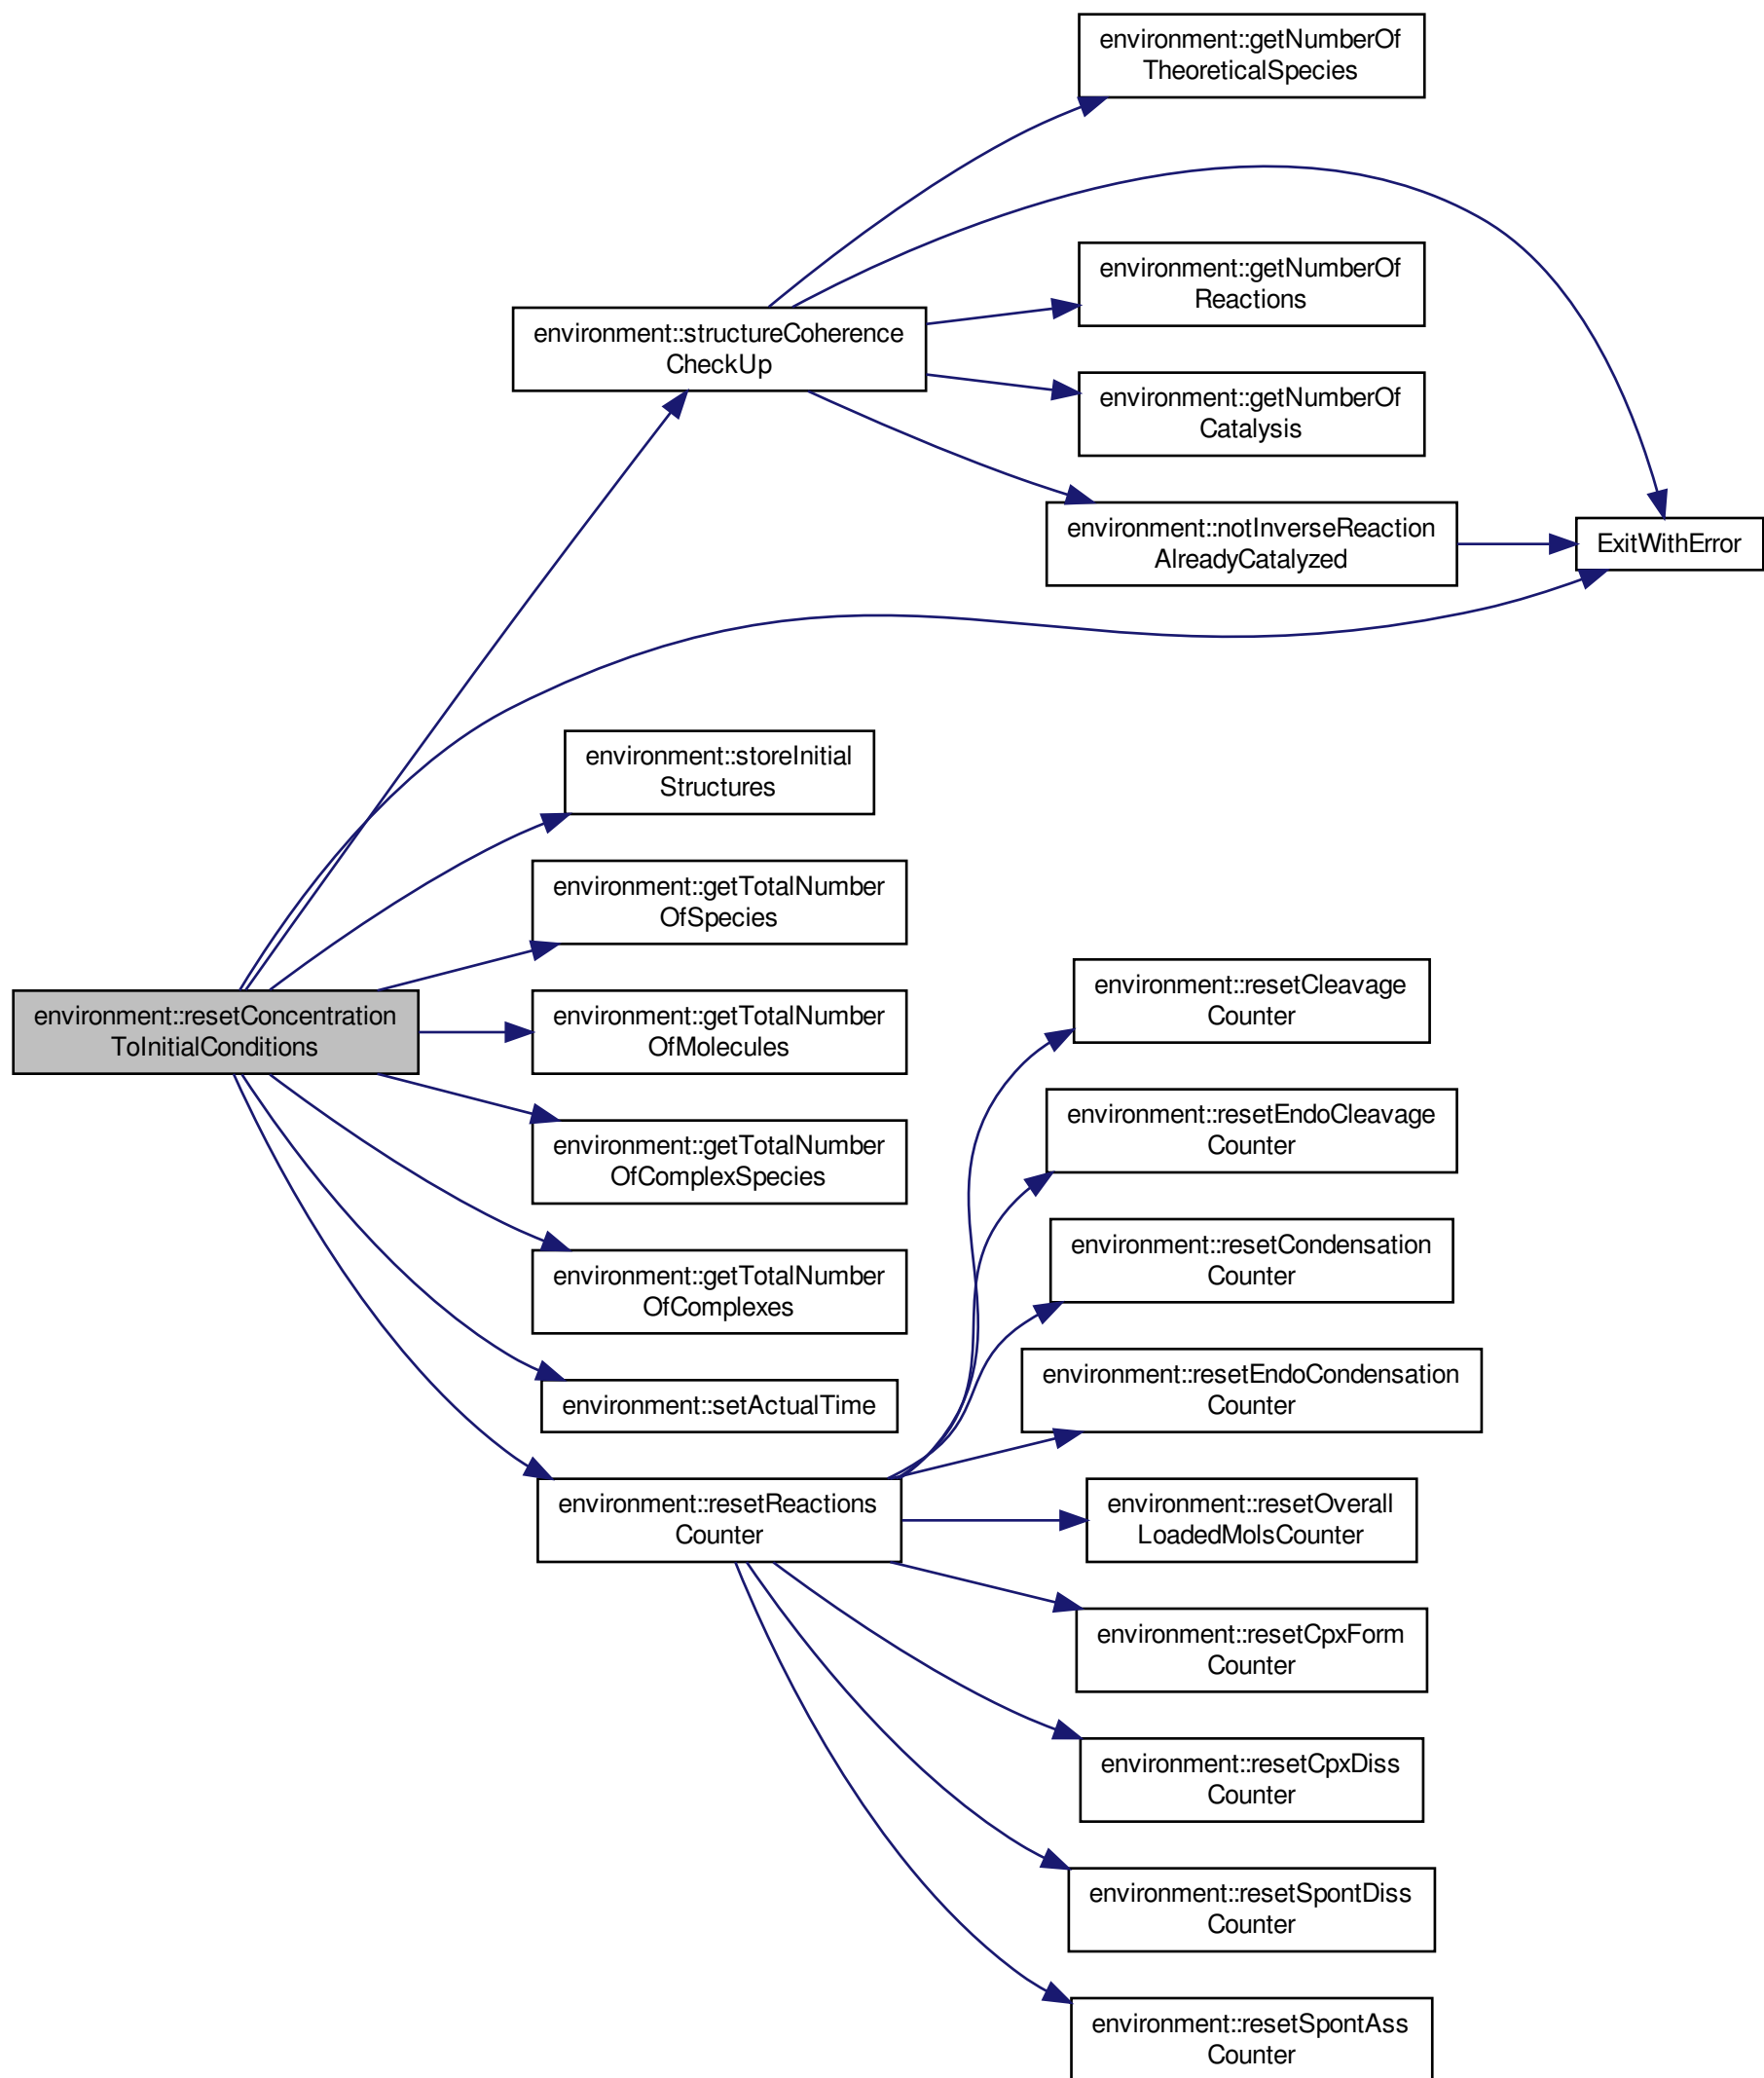 environment::getNumberOf
TheoreticalSpecies
environment::getNumberOf
Reactions
environment::structureCoherence
CheckUp
environment::getNumberOf
Catalysis
environment::notInverseReaction
AlreadyCatalyzed
ExitWithError
environment::storeInitial
Structures
environment::getTotalNumber
OfSpecies
environment::resetConcentration
ToInitialConditions
environment::getTotalNumber
OfMolecules
environment::getTotalNumber
OfComplexSpecies
environment::getTotalNumber
OfComplexes
environment::setActualTime
environment::resetReactions
Counter
environment::resetCleavage
Counter
environment::resetEndoCleavage
Counter
environment::resetCondensation
Counter
environment::resetEndoCondensation
Counter
environment::resetOverall
LoadedMolsCounter
environment::resetCpxForm
Counter
environment::resetCpxDiss
Counter
environment::resetSpontDiss
Counter
environment::resetSpontAss
Counter